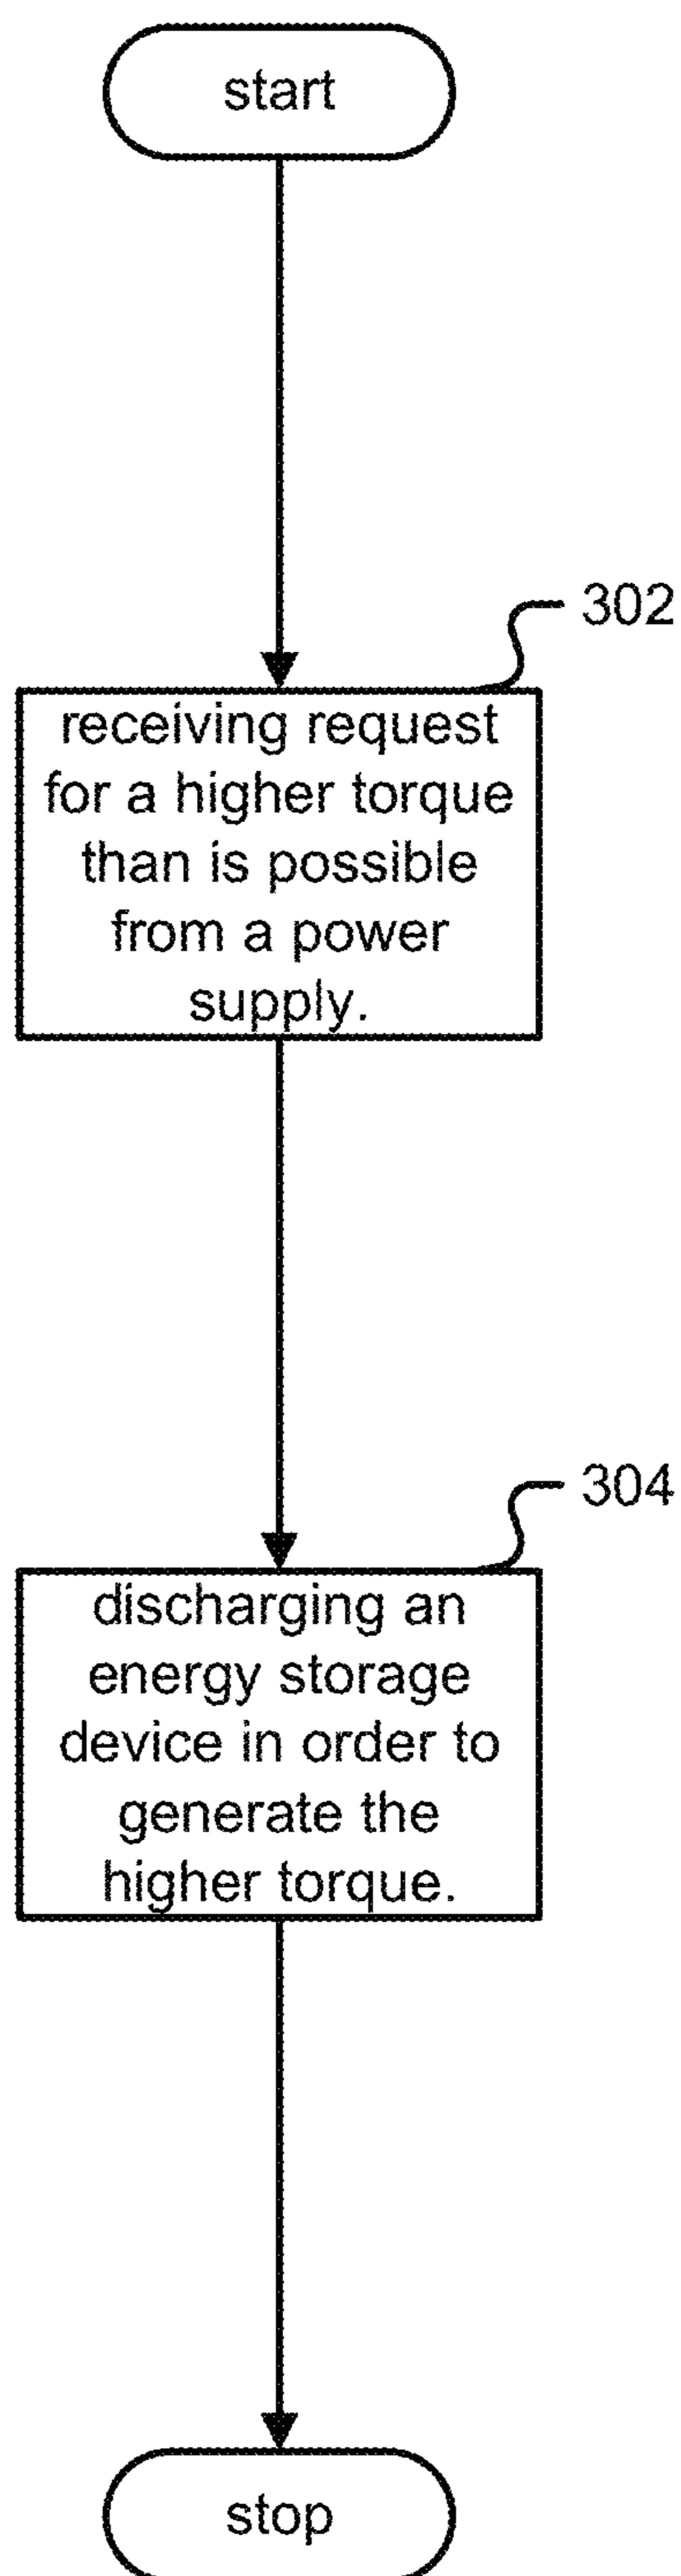 start
302
receiving request
for a higher torque
than is possible
from a power
supply.
304
discharging an
energy storage
device in order to
generate the
higher torque.
stop